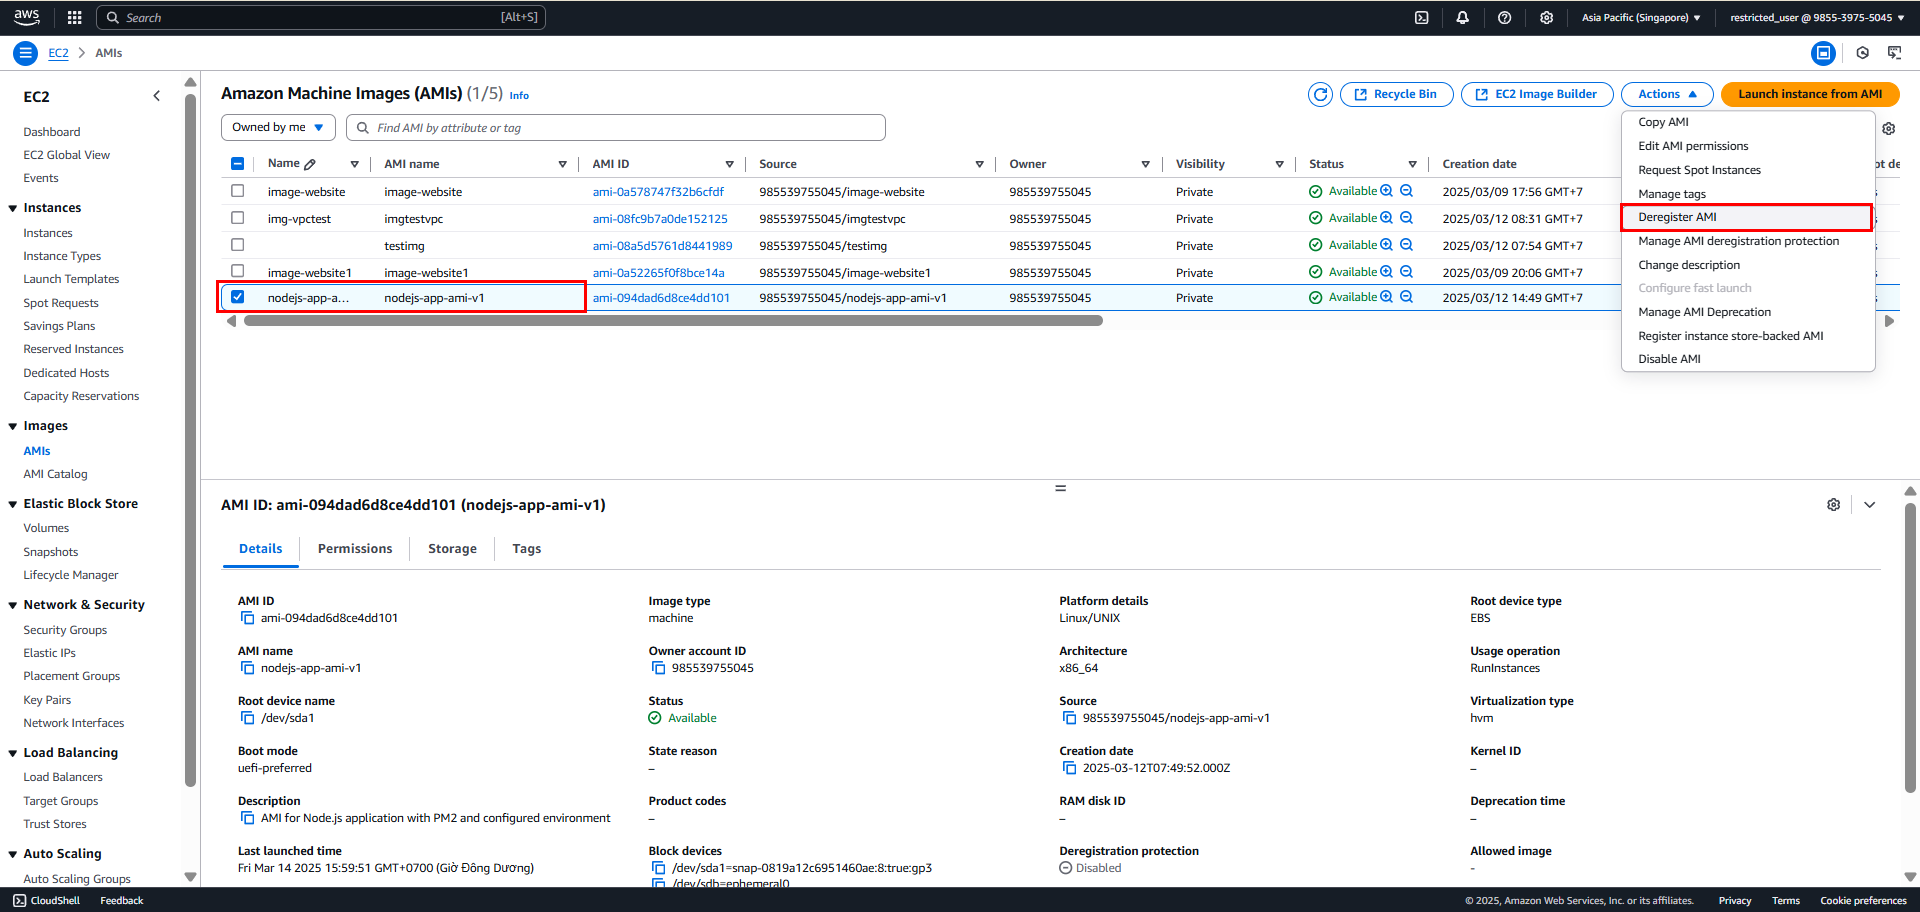 aws
Search [Alt+S]
Asia Pacific (Singapore)
restricted_user @ 9855-3975-5045
EC2 > AMIs
EC2
Dashboard
EC2 Global View
Events
Instances
Instances
Instance Types
Launch Templates
Spot Requests
Savings Plans
Reserved Instances
Dedicated Hosts
Capacity Reservations
Images
AMIs
AMI Catalog
Elastic Block Store
Volumes
Snapshots
Lifecycle Manager
Network & Security
Security Groups
Elastic IPs
Placement Groups
Key Pairs
Network Interfaces
Load Balancing
Load Balancers
Target Groups
Trust Stores
Auto Scaling
Auto Scaling Groups
Amazon Machine Images (AMIs) (1/5) Info
Recycle Bin
EC2 Image Builder
Actions
Launch instance from AMI
Owned by me
Find AMI by attribute or tag
Name AMI name AMI ID Source Owner Visibility Status Creation date
image-website image-website ami-0a578747f32b6cfdf 985539755045/image-website 985539755045 Private Available 2025/03/09 17:56 GMT+7
img-vpctest imgtestvpc ami-08fc9b7a0de152125 985539755045/imgtestvpc 985539755045 Private Available 2025/03/12 08:31 GMT+7
testimg ami-08a5d5761d8441989 985539755045/testimg 985539755045 Private Available 2025/03/12 07:54 GMT+7
image-website1 image-website1 ami-0a52265f0f8bce14a 985539755045/image-website1 985539755045 Private Available 2025/03/09 20:06 GMT+7
nodejs-app-a... nodejs-app-ami-v1 ami-094dad6d8ce4dd101 985539755045/nodejs-app-ami-v1 985539755045 Private Available 2025/03/12 14:49 GMT+7
Copy AMI
Edit AMI permissions
Request Spot Instances
Manage tags
Deregister AMI
Manage AMI deregistration protection
Change description
Configure fast launch
Manage AMI Deprecation
Register instance store-backed AMI
Disable AMI
AMI ID: ami-094dad6d8ce4dd101 (nodejs-app-ami-v1)
Details Permissions Storage Tags
AMI ID Image type Platform details Root device type
ami-094dad6d8ce4dd101 machine Linux/UNIX EBS
AMI name Owner account ID Architecture Usage operation
nodejs-app-ami-v1 985539755045 x86_64 RunInstances
Root device name Status Source Virtualization type
/dev/sda1 Available 985539755045/nodejs-app-ami-v1 hvm
Boot mode State reason Creation date Kernel ID
uefi-preferred – 2025-03-12T07:49:52.000Z –
Description Product codes RAM disk ID Deprecation time
AMI for Node.js application with PM2 and configured environment – – –
Last launched time Block devices Deregistration protection Allowed image
Fri Mar 14 2025 15:59:51 GMT+0700 (Giờ Đông Dương) /dev/sda1=snap-0819a12c6951460ae:8:true:gp3 Disabled -
/dev/sdb=ephemeral0
CloudShell Feedback © 2025, Amazon Web Services, Inc. or its affiliates. Privacy Terms Cookie preferences